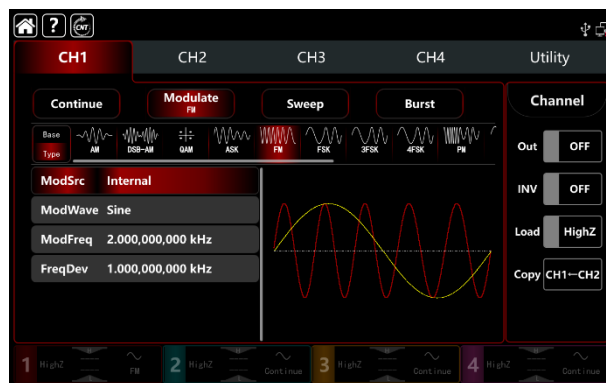 ? CNT
CH1 CH2 CH3 CH4 Utility
Continue Modulate FM Sweep Burst Channel
Base Type AM DSB-AM QAM ASK FM FSK 3FSK 4FSK PM
Out OFF
ModSrc Internal
INV OFF
ModWave Sine
Load HighZ
ModFreq 2.000,000,000 kHz
FreqDev 1.000,000,000 kHz
Copy CH1←CH2
1 HighZ FM 2 HighZ Continue 3 HighZ Continue 4 HighZ Continue